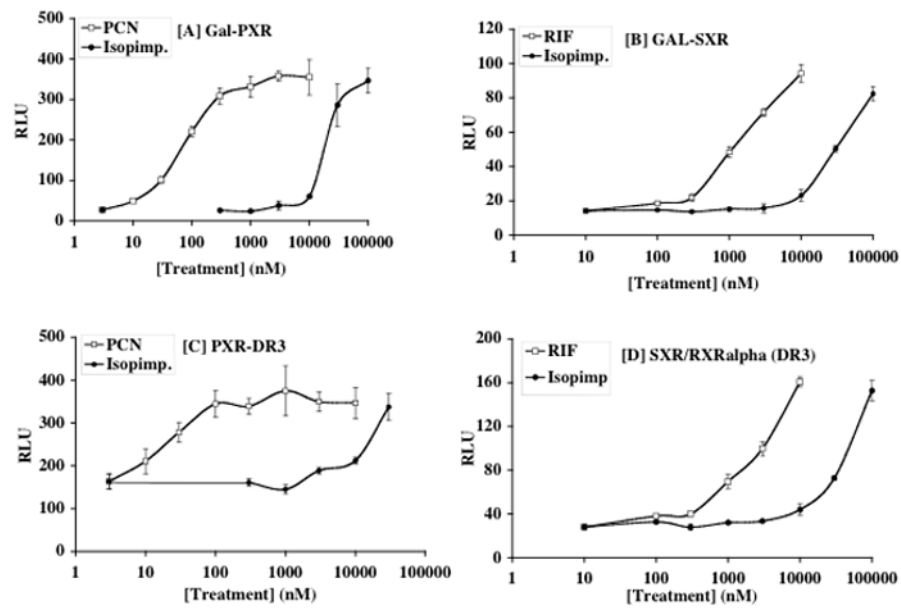 500
PCN
Isopimp.
[A] Gal-PXR
400
300
200
100
0
RLU
1 10 100 1000 10000 100000
[Treatment] (nM)
120
RIF
Isopimp.
[B] GAL-SXR
100
80
60
40
20
0
RLU
1 10 100 1000 10000 100000
[Treatment] (nM)
500
PCN
Isopimp.
[C] PXR-DR3
400
300
200
100
0
RLU
1 10 100 1000 10000 100000
[Treatment] (nM)
200
RIF
Isopimp
[D] SXR/RXRalpha (DR3)
160
120
80
40
0
RLU
1 10 100 1000 10000 100000
[Treatment] (nM)